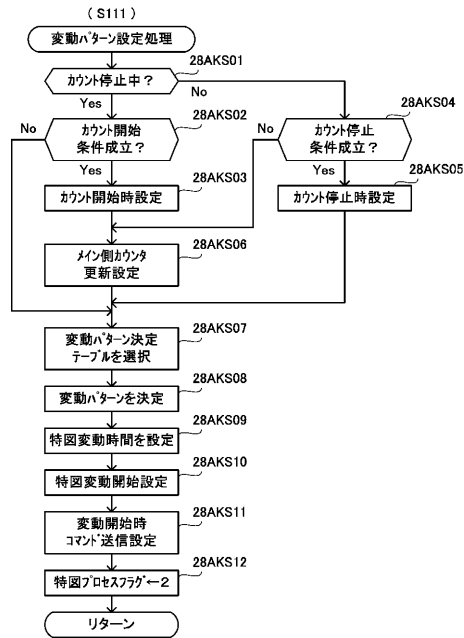 (S111)
変動パターン設定処理
28AKS01
カウント停止中？
No
Yes
28AKS02
No
カウント開始
条件成立？
Yes
28AKS04
No
カウント停止
条件成立？
Yes
28AKS03
カウント開始時設定
28AKS05
カウント停止時設定
28AKS06
メイン側カウンタ
更新設定
28AKS07
変動パターン決定
テーブルを選択
28AKS08
変動パターンを決定
28AKS09
特図変動時間を設定
28AKS10
特図変動開始設定
28AKS11
変動開始時
コマンド送信設定
28AKS12
特図プロセスフラグ←2
リターン